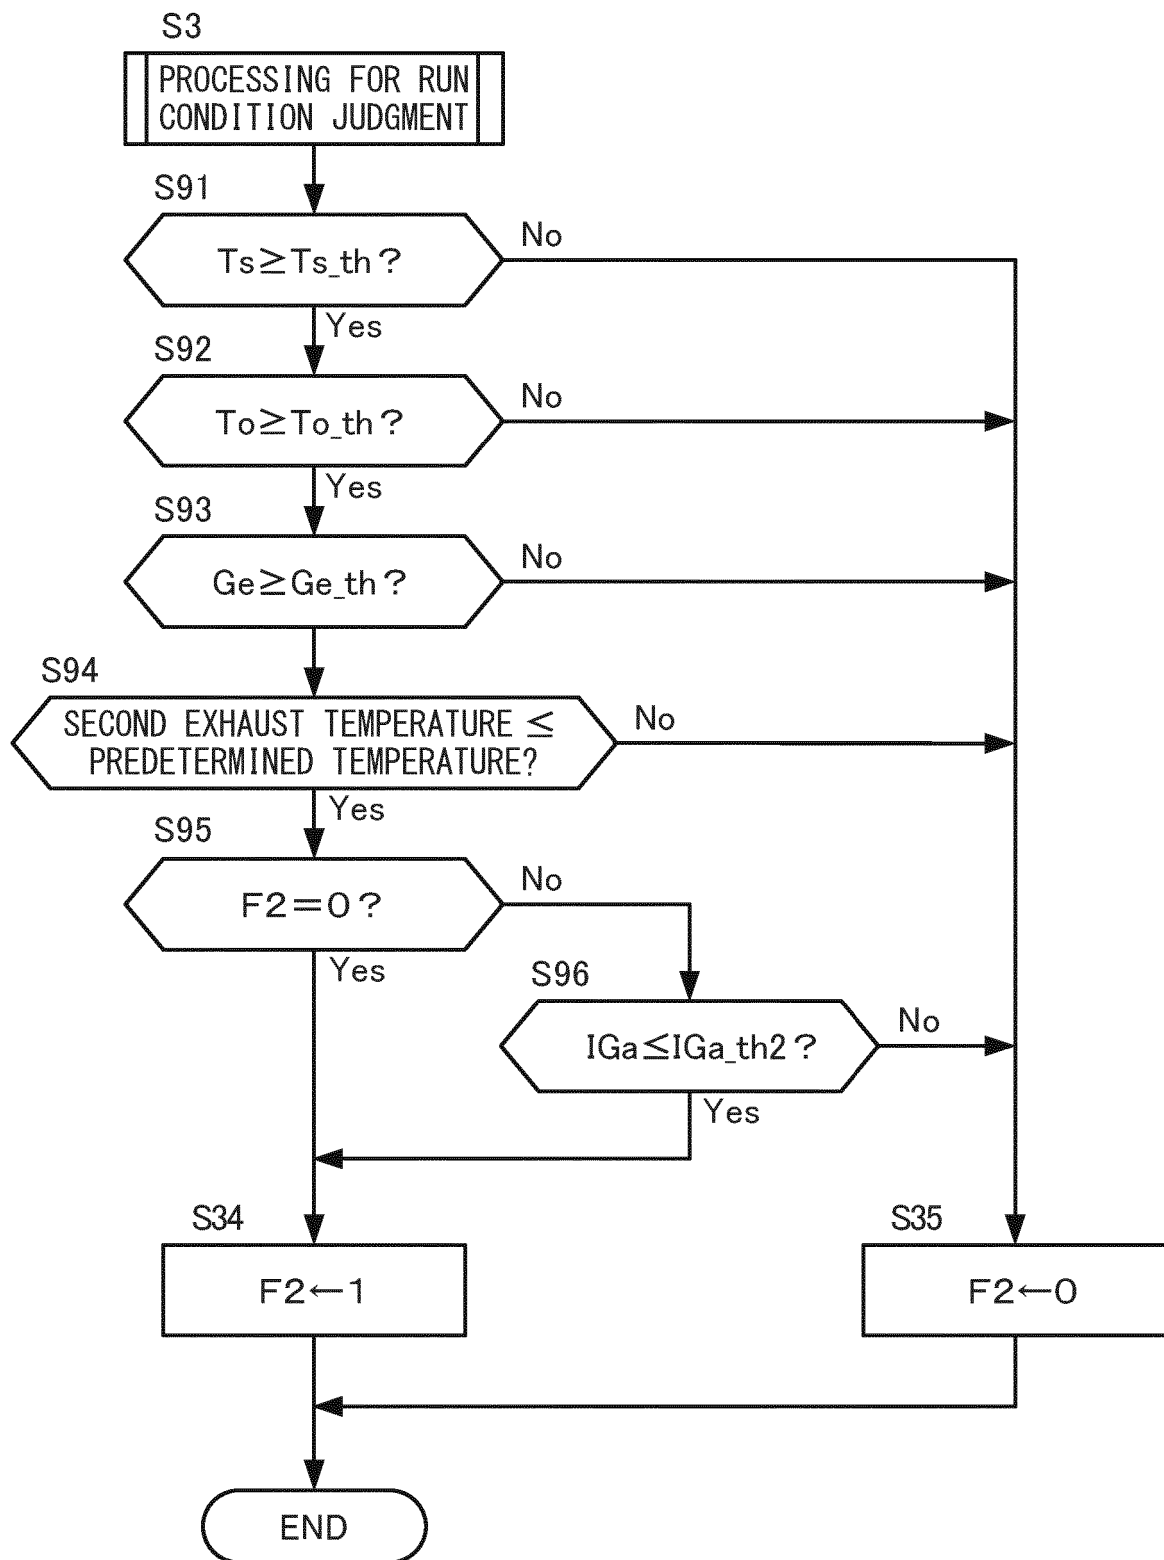 S3
PROCESSING FOR RUN
CONDITION JUDGMENT
S91
Ts≥Ts_th?
No
Yes
S92
To≥To_th?
No
Yes
S93
Ge≥Ge_th?
No
S94
SECOND EXHAUST TEMPERATURE ≤
PREDETERMINED TEMPERATURE?
No
Yes
S95
F2=0?
No
Yes
S96
IGa≤IGa_th2?
No
Yes
S34
F2←1
S35
F2←0
END